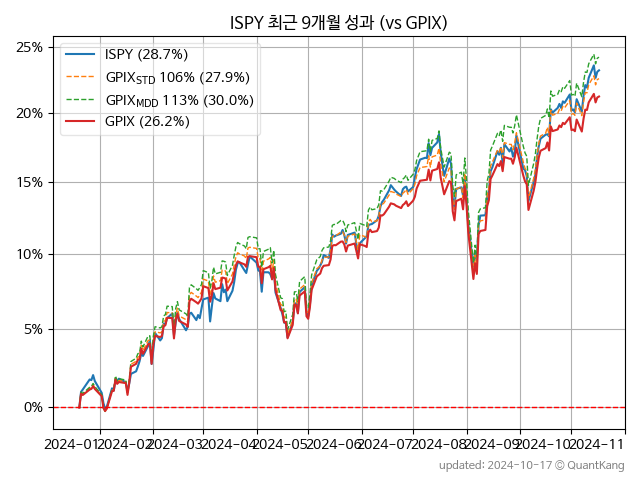 ISPY 최근 9개월 성과 (vs GPIX)
25%
20%
15%
10%
5%
0%
ISPY (28.7%)
GPIX_STD 106% (27.9%)
GPIX_MDD 113% (30.0%)
GPIX (26.2%)
2024-01 2024-02 2024-03 2024-04 2024-05 2024-06 2024-07 2024-08 2024-09 2024-10 2024-11
updated: 2024-10-17 © QuantKang